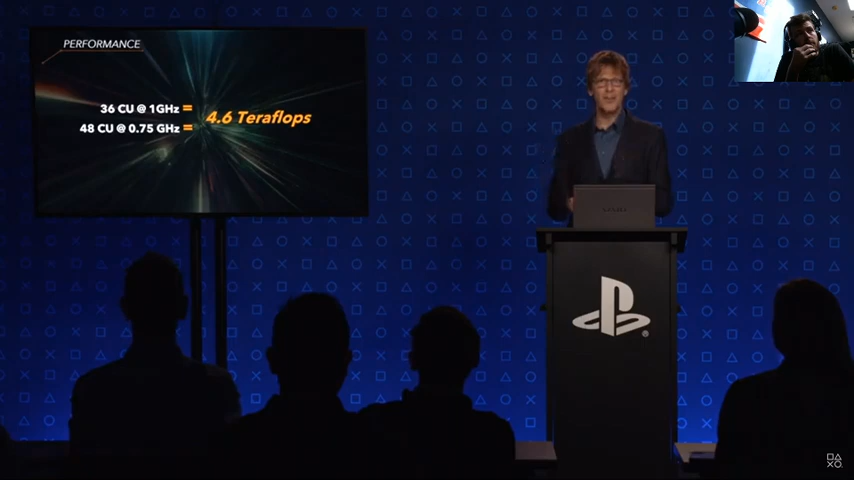 PERFORMANCE
36 CU @ 1GHz =
48 CU @ 0.75 GHz =
4.6 Teraflops